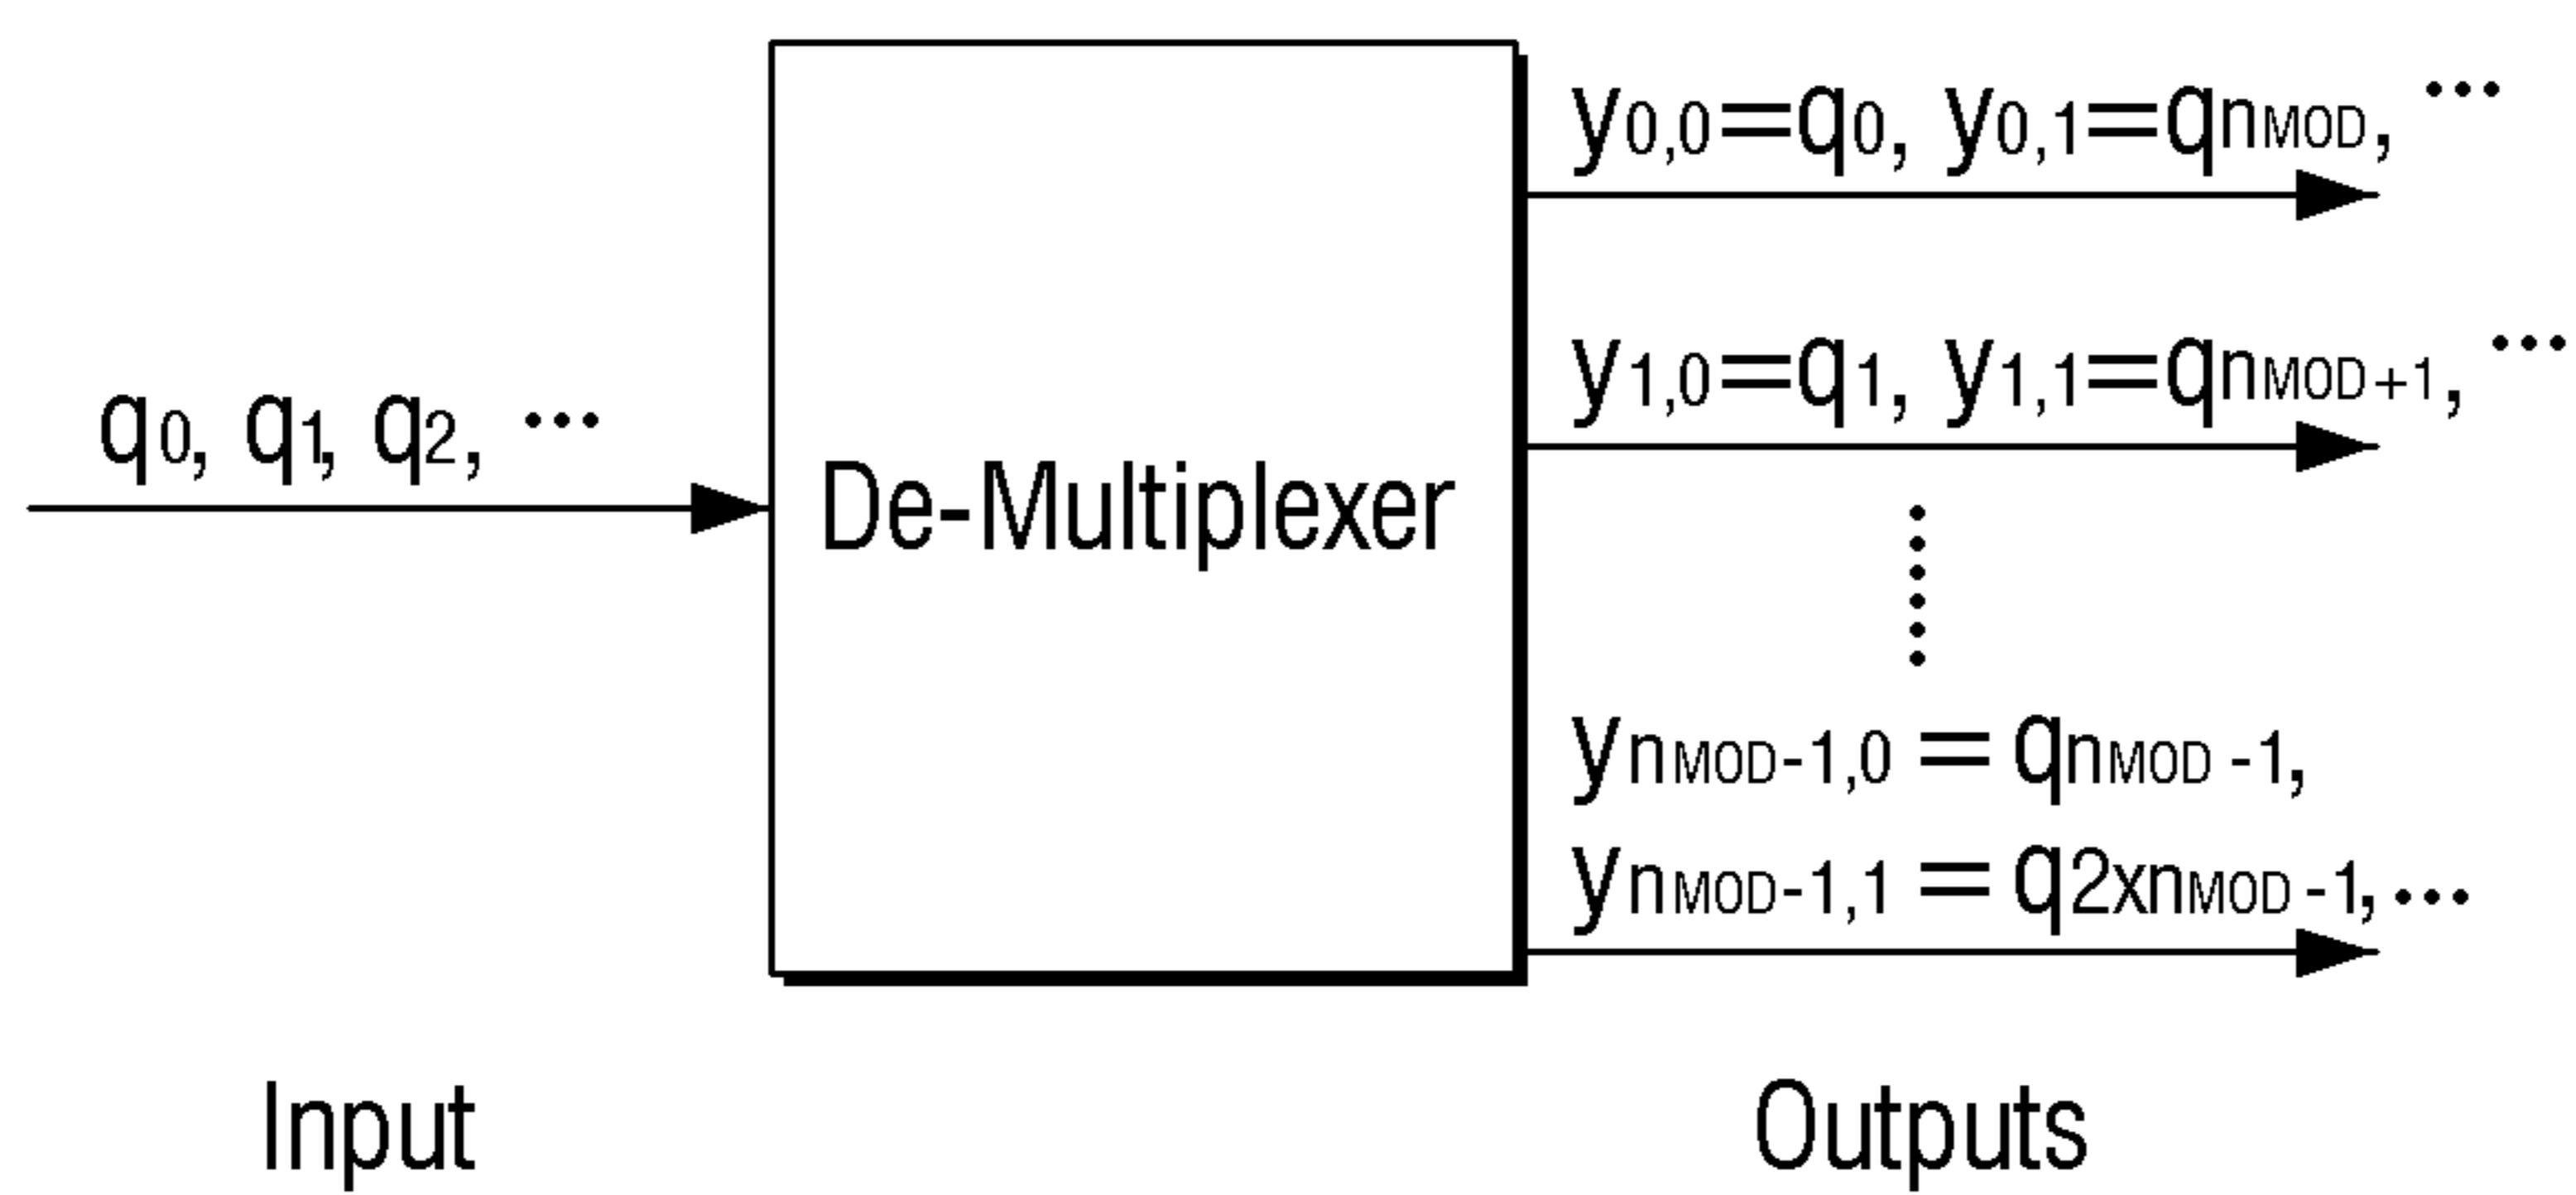 y0,0=q0, y0,1=qnMOD, ...
y1,0=q1, y1,1=qnMOD+1, ...
q0, q1, q2, ...
De-Multiplexer
ynMOD-1,0 = qnMOD -1,
ynMOD-1,1 = q2xnMOD -1, ...
Input
Outputs